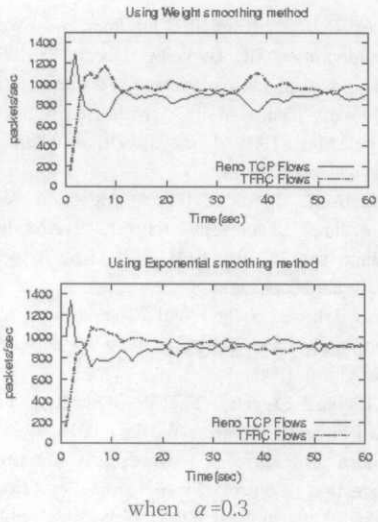 Using Weight smoothing method
packets/sec
1400
1200
1000
800
600
400
200
0
0 10 20 30 40 50 60
Reno TCP Flows
TFRC Flows
Time(sec)
Using Exponential smoothing method
packets/sec
1400
1200
1000
800
600
400
200
0
0 10 20 30 40 50 60
Reno TCP Flows
TFRC Flows
Time(sec)
when α=0.3